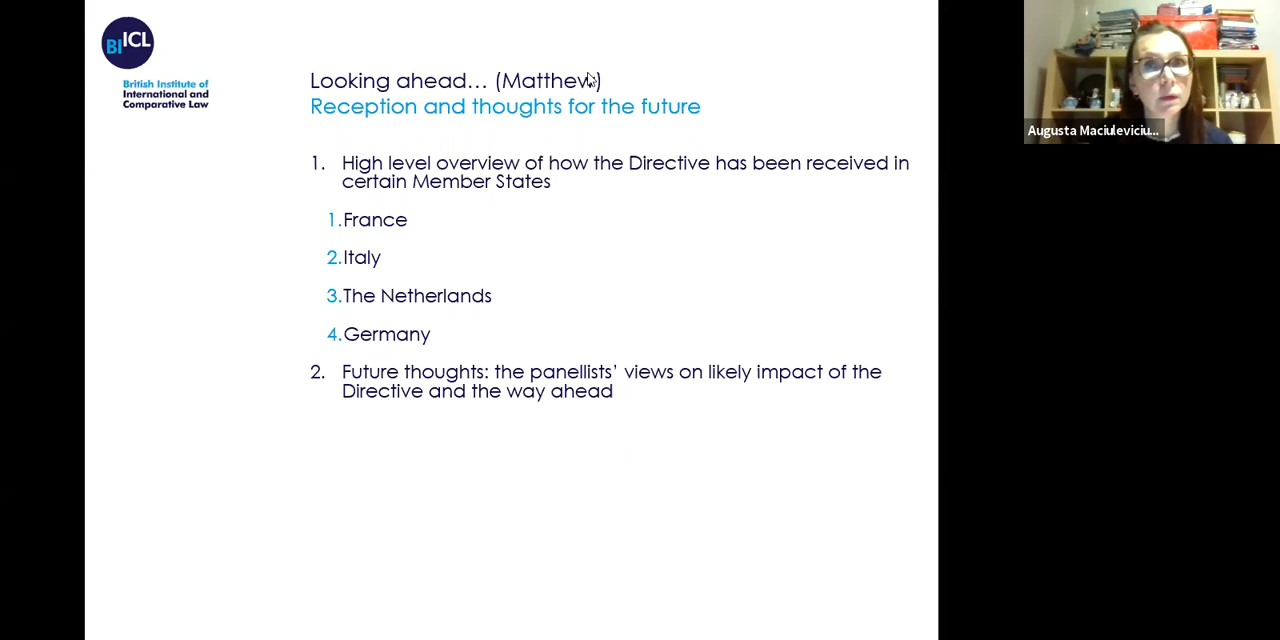 BIICL
British Institute of
International and
Comparative Law
Looking ahead... (Matthew)
Reception and thoughts for the future
1. High level overview of how the Directive has been received in
certain Member States
1. France
2. Italy
3. The Netherlands
4. Germany
2. Future thoughts: the panellists’ views on likely impact of the
Directive and the way ahead
Augusta Maciuleviciu...